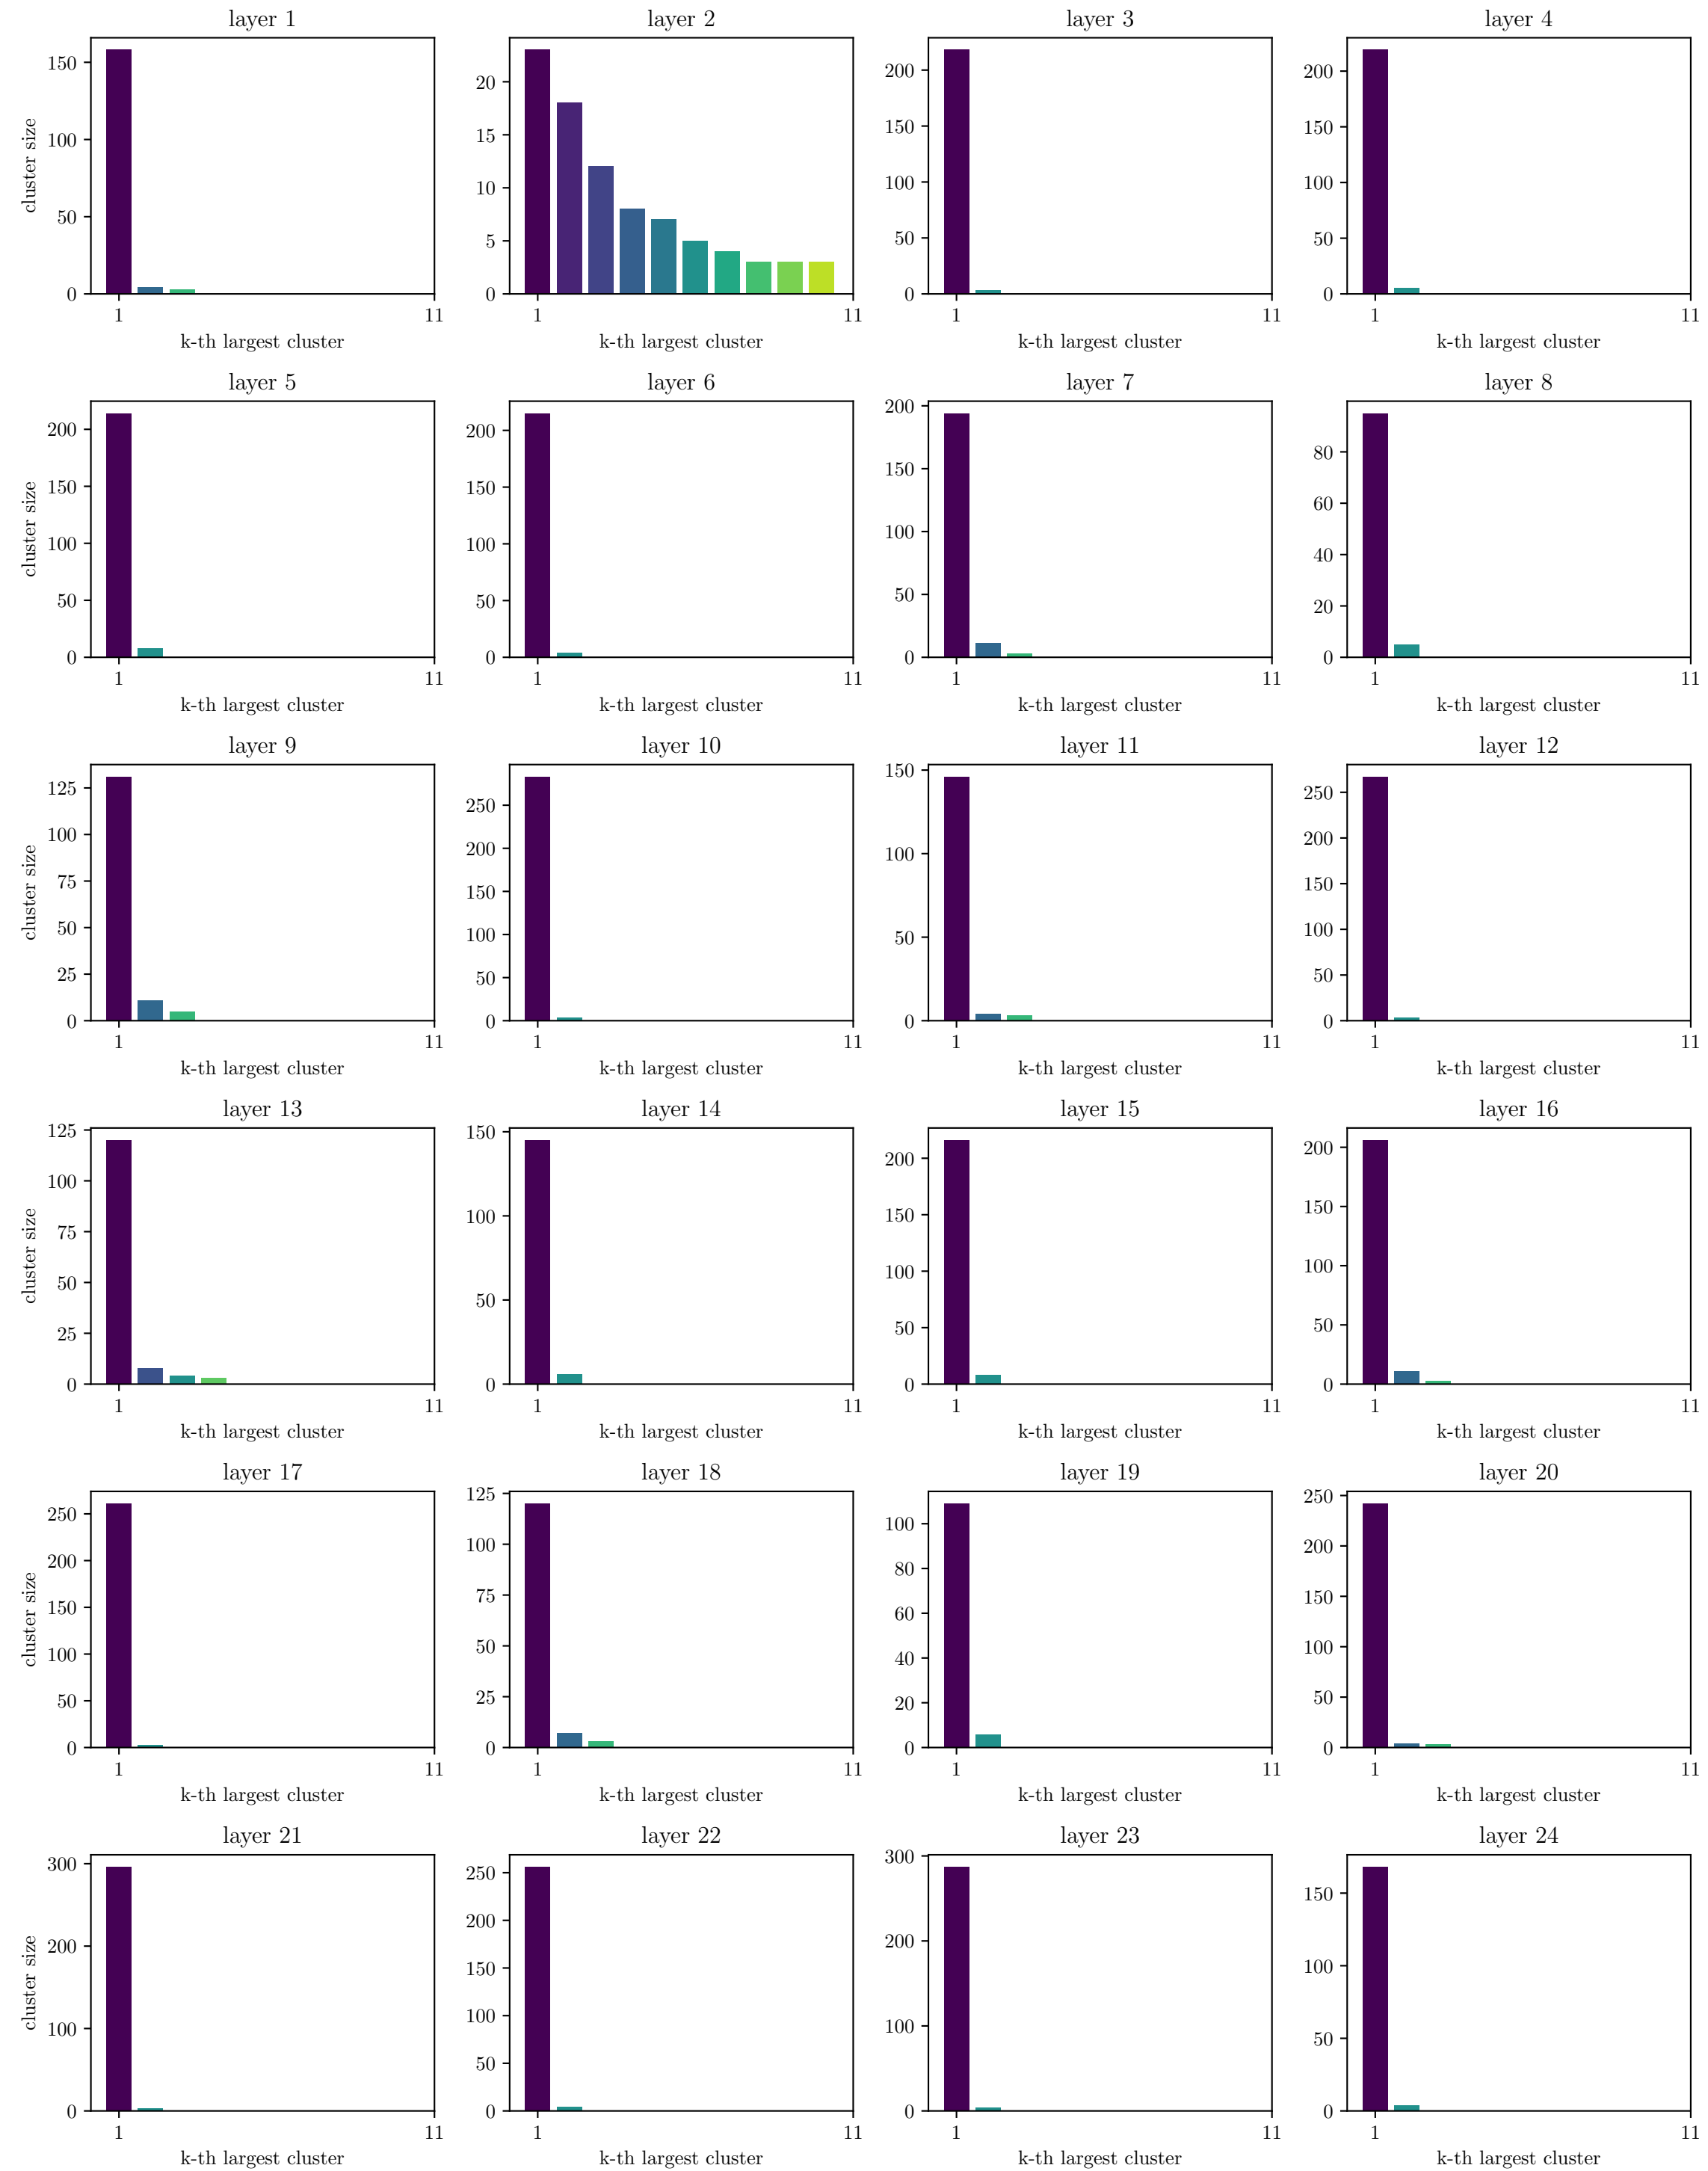 layer 1
layer 2
layer 3
layer 4
150
100
50
0
20
15
10
5
0
200
150
100
50
0
200
150
100
50
0
cluster size
1 11
1 11
1 11
1 11
k-th largest cluster
k-th largest cluster
k-th largest cluster
k-th largest cluster
layer 5
layer 6
layer 7
layer 8
200
150
100
50
0
200
150
100
50
0
200
150
100
50
0
80
60
40
20
0
cluster size
1 11
1 11
1 11
1 11
k-th largest cluster
k-th largest cluster
k-th largest cluster
k-th largest cluster
layer 9
layer 10
layer 11
layer 12
125
100
75
50
25
0
250
200
150
100
50
0
150
100
50
0
250
200
150
100
50
0
cluster size
1 11
1 11
1 11
1 11
k-th largest cluster
k-th largest cluster
k-th largest cluster
k-th largest cluster
layer 13
layer 14
layer 15
layer 16
125
100
75
50
25
0
150
100
50
0
200
150
100
50
0
200
150
100
50
0
cluster size
1 11
1 11
1 11
1 11
k-th largest cluster
k-th largest cluster
k-th largest cluster
k-th largest cluster
layer 17
layer 18
layer 19
layer 20
250
200
150
100
50
0
125
100
75
50
25
0
100
80
60
40
20
0
250
200
150
100
50
0
cluster size
1 11
1 11
1 11
1 11
k-th largest cluster
k-th largest cluster
k-th largest cluster
k-th largest cluster
layer 21
layer 22
layer 23
layer 24
300
200
100
0
250
200
150
100
50
0
300
200
100
0
150
100
50
0
cluster size
1 11
1 11
1 11
1 11
k-th largest cluster
k-th largest cluster
k-th largest cluster
k-th largest cluster